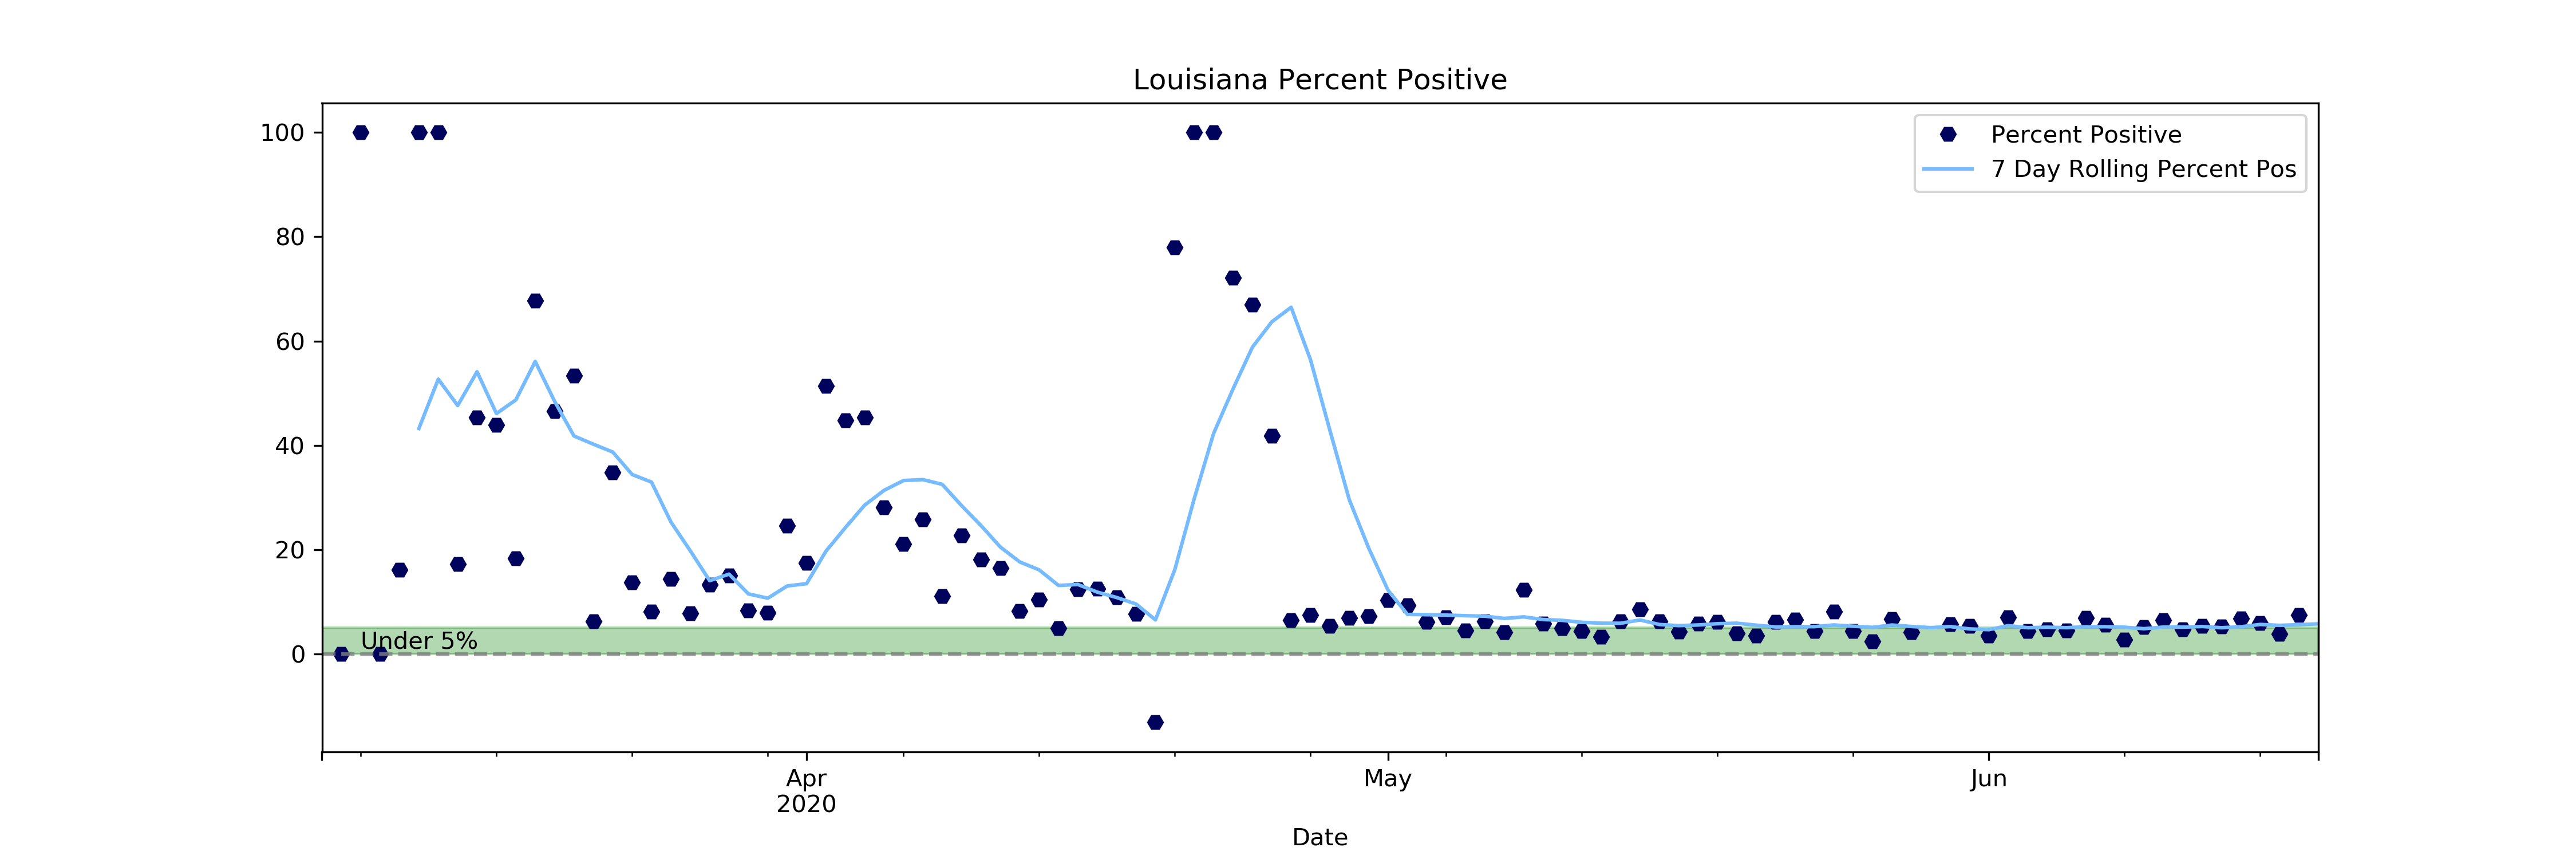 Louisiana Percent Positive
100
80
60
40
20
0
Percent Positive
7 Day Rolling Percent Pos
Under 5%
Apr
2020
May
Jun
Date